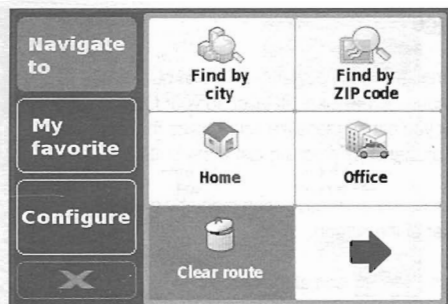 Navigate
to
My
favorite
Configure
Find by
city
Find by
ZIP code
Home
Office
Clear route